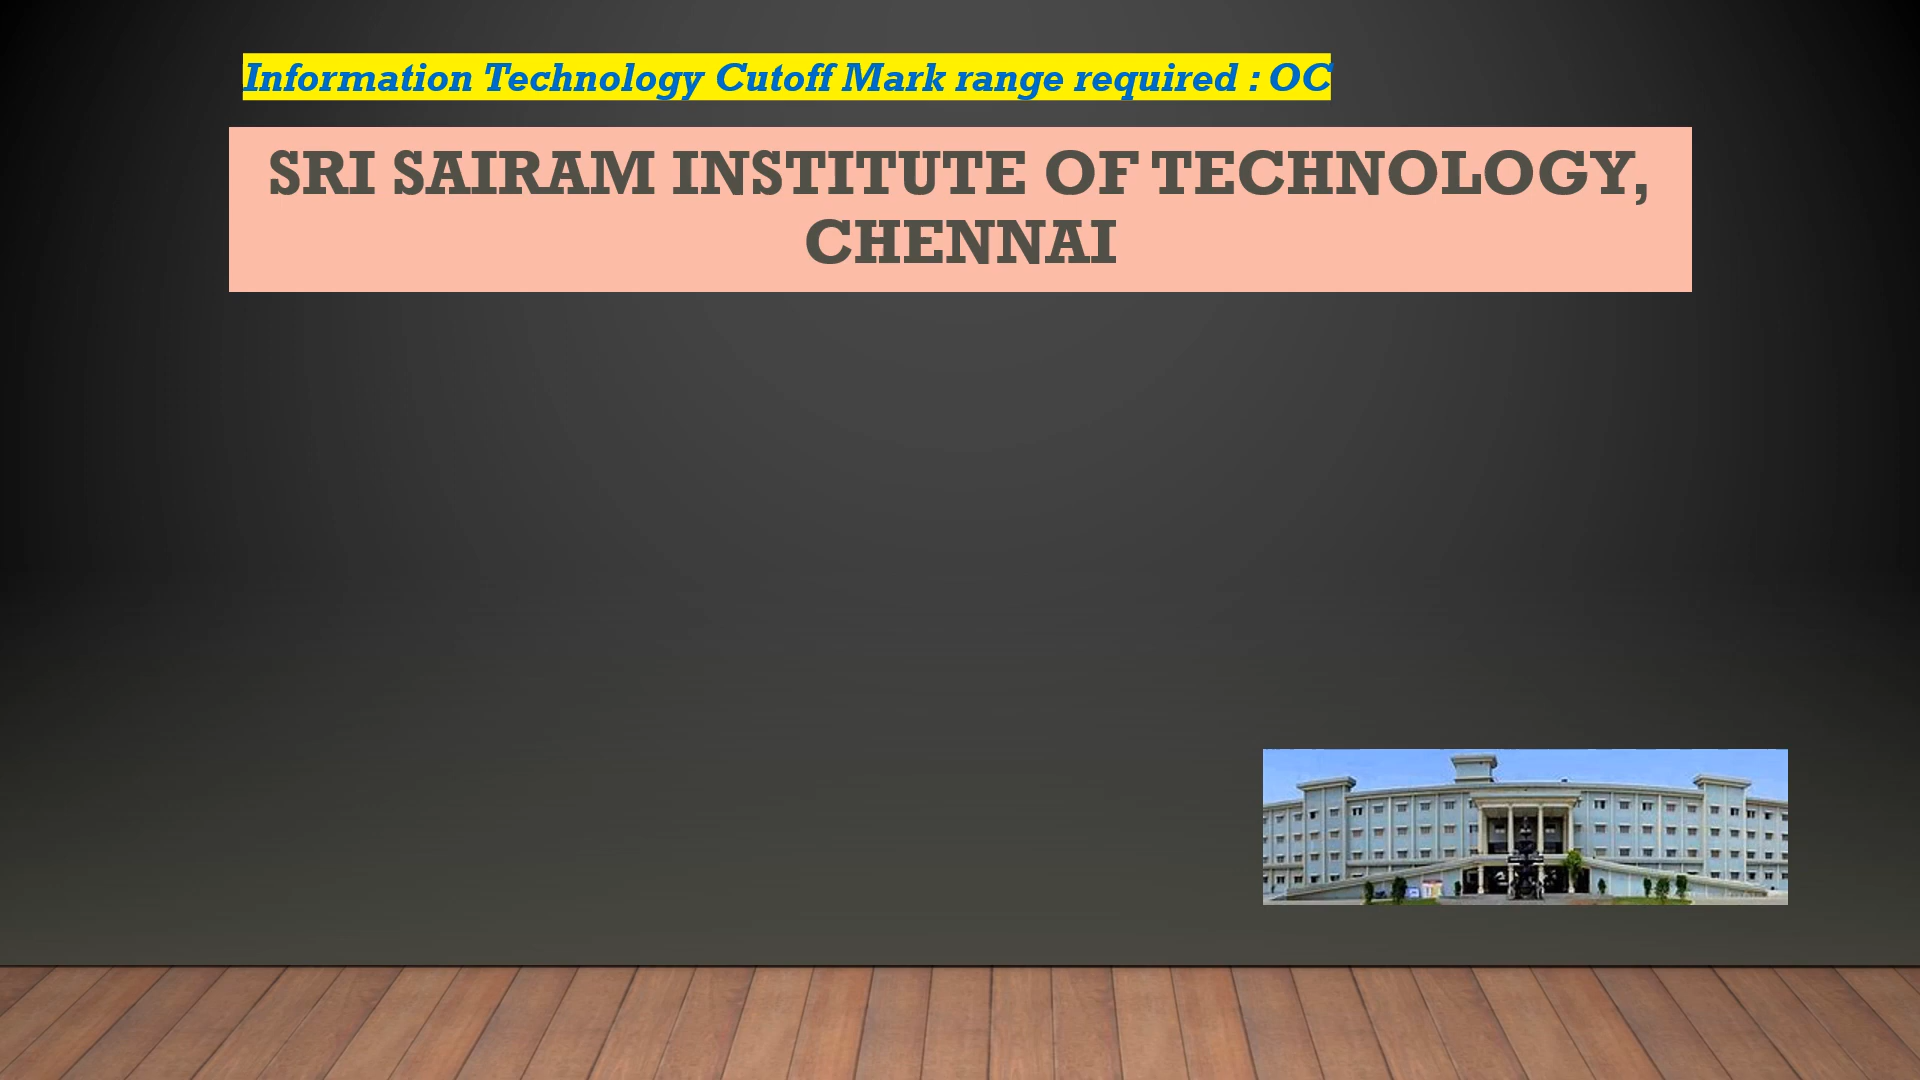 Information Technology Cutoff Mark range required : OC
SRI SAIRAM INSTITUTE OF TECHNOLOGY,
CHENNAI